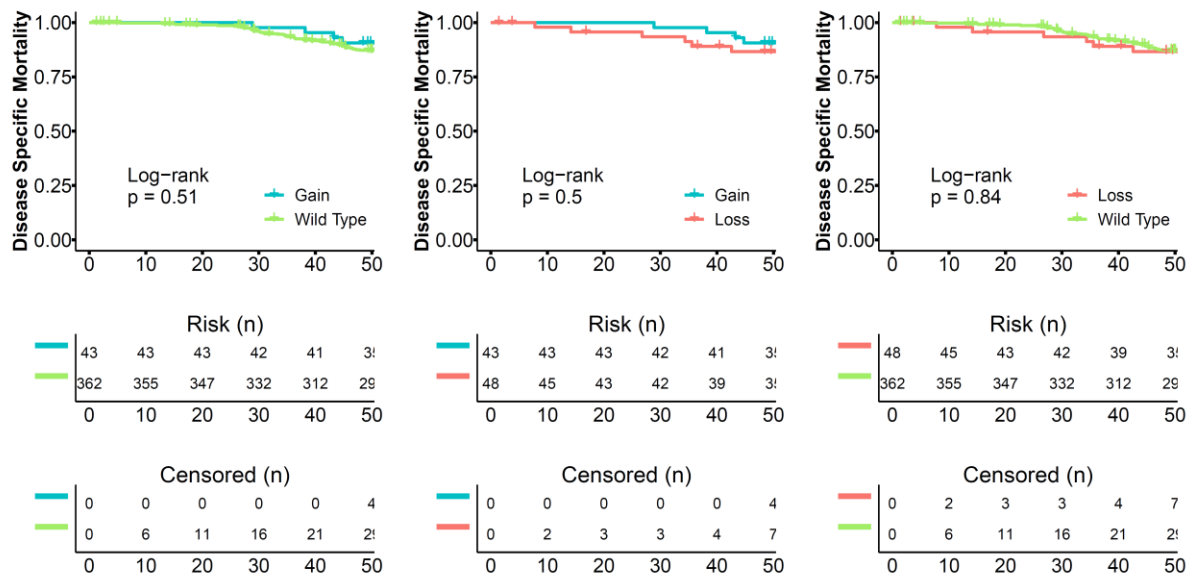 Disease Specific Mortality
1.00
0.75
0.50
0.25
0.00
Log−rank
p = 0.51
Gain
Wild Type
0 10 20 30 40 50
Disease Specific Mortality
1.00
0.75
0.50
0.25
0.00
Log−rank
p = 0.5
Gain
Loss
0 10 20 30 40 50
Disease Specific Mortality
1.00
0.75
0.50
0.25
0.00
Log−rank
p = 0.84
Loss
Wild Type
0 10 20 30 40 50
Risk (n)
43 43 43 42 41
362 355 347 332 312
0 10 20 30 40 50
Risk (n)
43 43 43 42 41
48 45 43 42 39
0 10 20 30 40 50
Risk (n)
48 45 43 42 39
362 355 347 332 312
0 10 20 30 40 50
Censored (n)
0 0 0 0 0 4
0 6 11 16 21
0 10 20 30 40 50
Censored (n)
0 0 0 0 0 4
0 2 3 3 4 7
0 10 20 30 40 50
Censored (n)
0 2 3 3 4 7
0 6 11 16 21
0 10 20 30 40 50